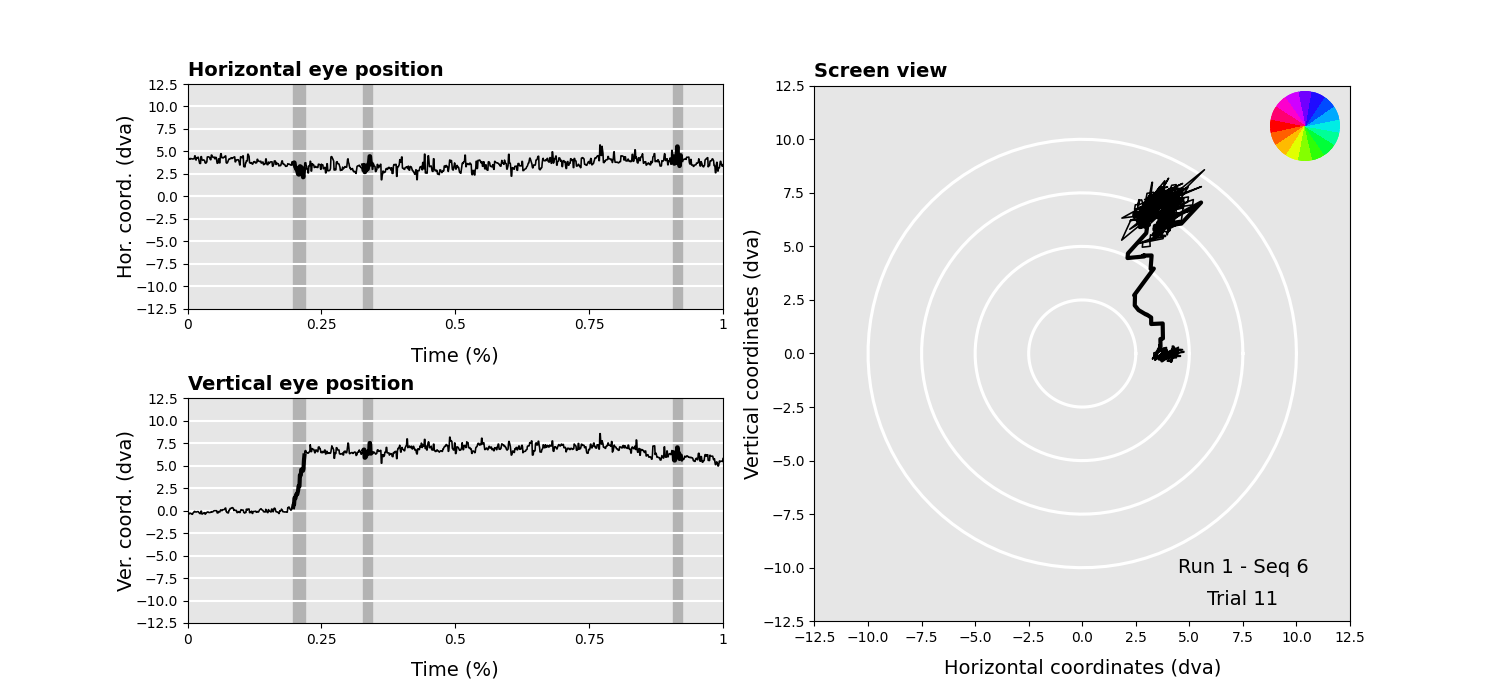 Horizontal eye position
Hor. coord. (dva)
12.5
10.0
7.5
5.0
2.5
0.0
−2.5
−5.0
−7.5
−10.0
−12.5
0 0.25 0.5 0.75 1
Time (%)
Vertical eye position
Ver. coord. (dva)
12.5
10.0
7.5
5.0
2.5
0.0
−2.5
−5.0
−7.5
−10.0
−12.5
0 0.25 0.5 0.75 1
Time (%)
Screen view
Vertical coordinates (dva)
12.5
10.0
7.5
5.0
2.5
0.0
−2.5
−5.0
−7.5
−10.0
−12.5
Run 1 - Seq 6
Trial 11
−12.5 −10.0 −7.5 −5.0 −2.5 0.0 2.5 5.0 7.5 10.0 12.5
Horizontal coordinates (dva)